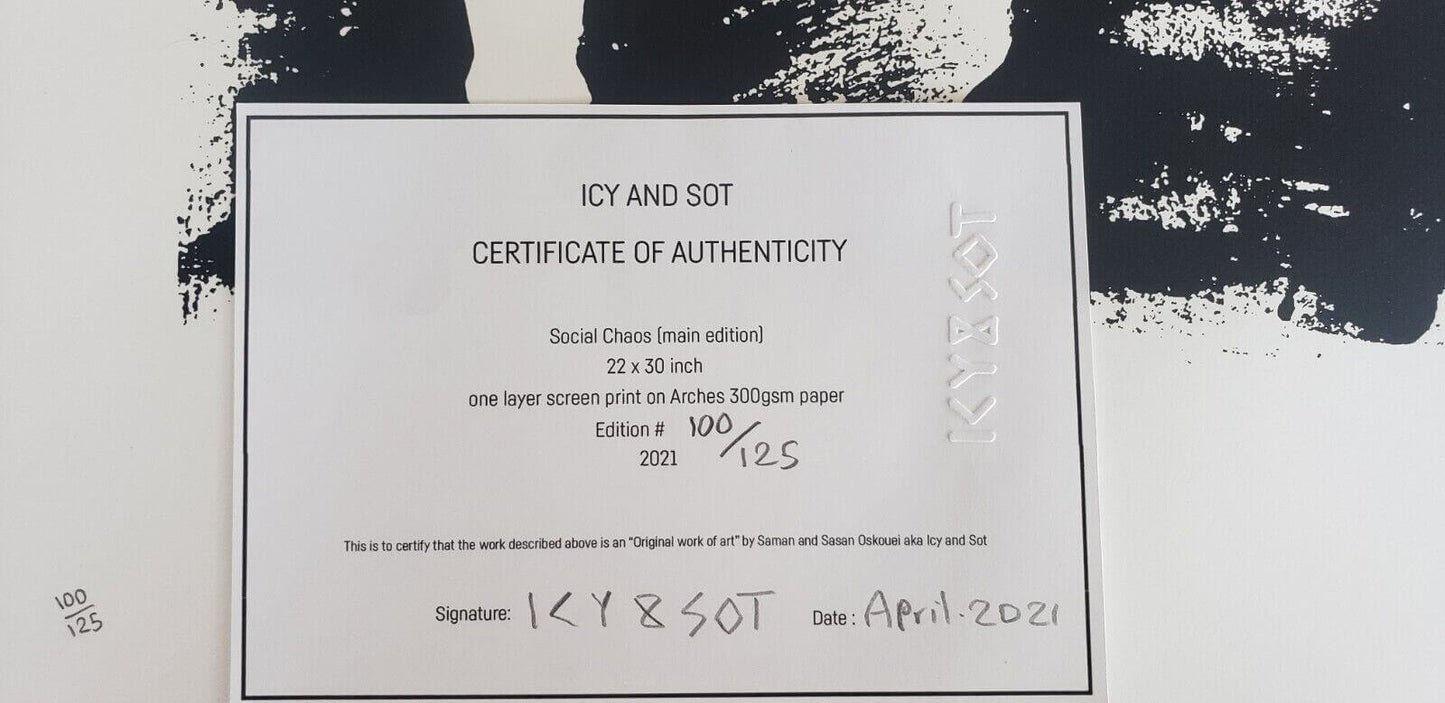 ICY AND SOT
CERTIFICATE OF AUTHENTICITY
ICY & SOT
Social Chaos (main edition)
22 x 30 inch
one layer screen print on Arches 300gsm paper
Edition # 100/125
2021
This is to certify that the work described above is an "Original work of art" by Saman and Sasan Oskouei aka Icy and Sot
100/125
Signature: ICY & SOT Date : April.2021